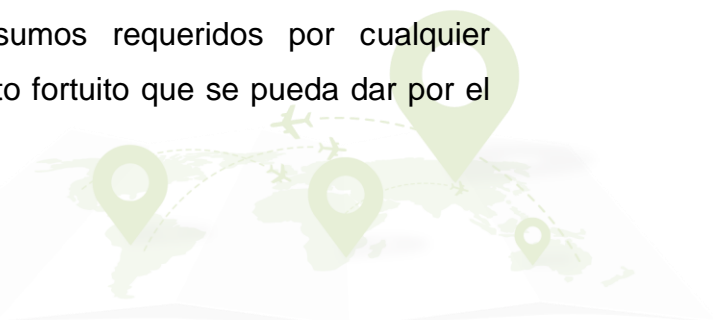 sumos requeridos por cualquier
to fortuito que se pueda dar por el